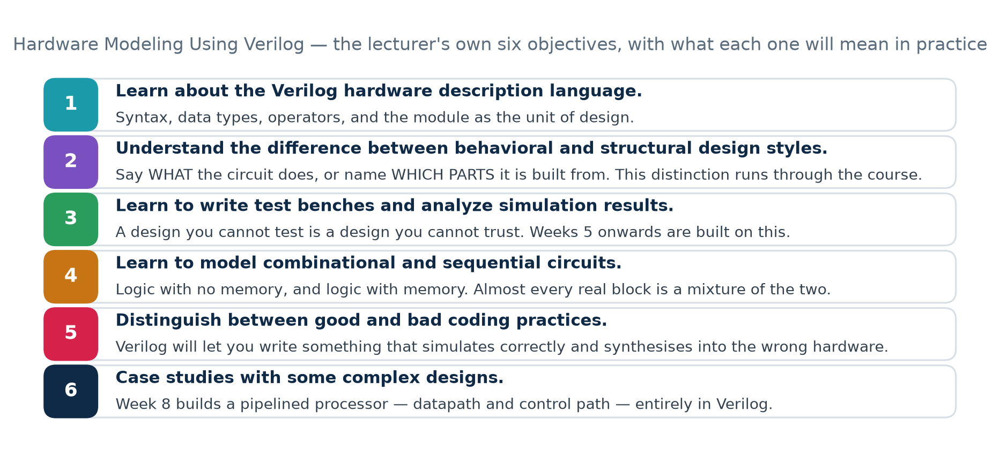 Hardware Modeling Using Verilog — the lecturer's own six objectives, with what each one will mean in practice
1
Learn about the Verilog hardware description language.
Syntax, data types, operators, and the module as the unit of design.
2
Understand the difference between behavioral and structural design styles.
Say WHAT the circuit does, or name WHICH PARTS it is built from. This distinction runs through the course.
3
Learn to write test benches and analyze simulation results.
A design you cannot test is a design you cannot trust. Weeks 5 onwards are built on this.
4
Learn to model combinational and sequential circuits.
Logic with no memory, and logic with memory. Almost every real block is a mixture of the two.
5
Distinguish between good and bad coding practices.
Verilog will let you write something that simulates correctly and synthesises into the wrong hardware.
6
Case studies with some complex designs.
Week 8 builds a pipelined processor — datapath and control path — entirely in Verilog.